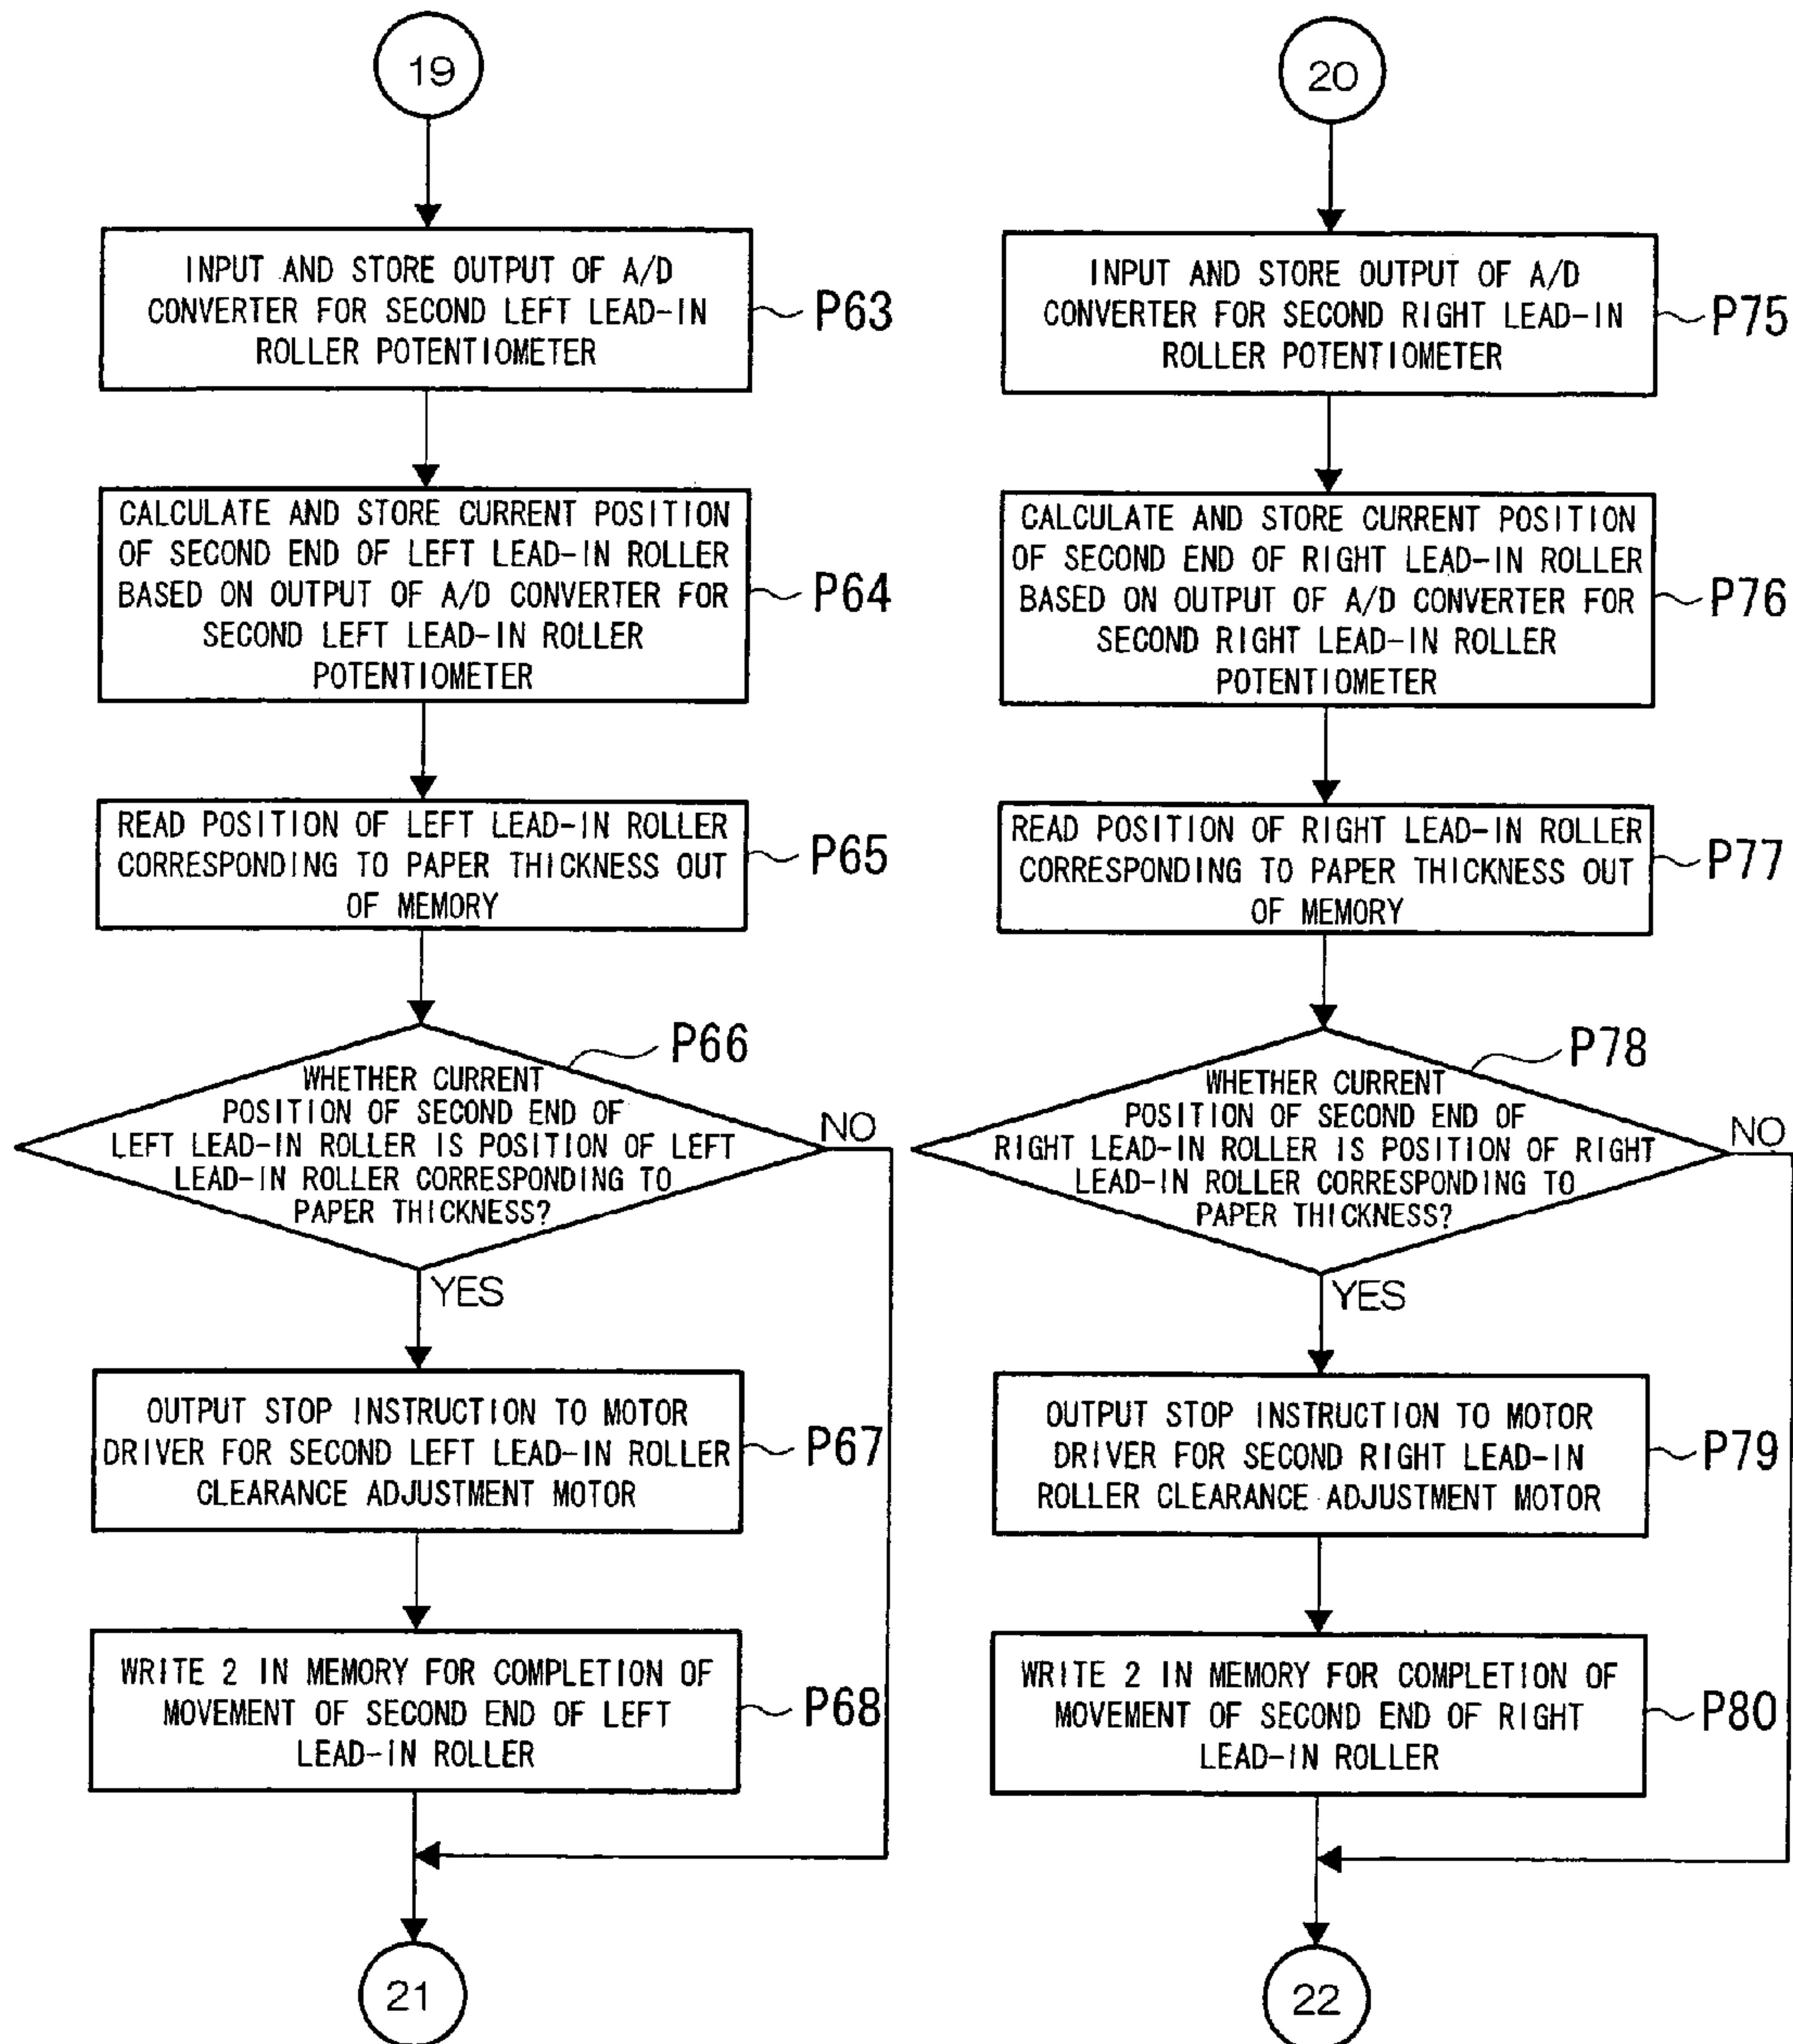 19
INPUT AND STORE OUTPUT OF A/D
CONVERTER FOR SECOND LEFT LEAD-IN
ROLLER POTENTIOMETER
P63
CALCULATE AND STORE CURRENT POSITION
OF SECOND END OF LEFT LEAD-IN ROLLER
BASED ON OUTPUT OF A/D CONVERTER FOR
SECOND LEFT LEAD-IN ROLLER
POTENTIOMETER
P64
READ POSITION OF LEFT LEAD-IN ROLLER
CORRESPONDING TO PAPER THICKNESS OUT
OF MEMORY
P65
P66
WHETHER CURRENT
POSITION OF SECOND END OF
LEFT LEAD-IN ROLLER IS POSITION OF LEFT
LEAD-IN ROLLER CORRESPONDING TO
PAPER THICKNESS?
NO
YES
OUTPUT STOP INSTRUCTION TO MOTOR
DRIVER FOR SECOND LEFT LEAD-IN ROLLER
CLEARANCE ADJUSTMENT MOTOR
P67
WRITE 2 IN MEMORY FOR COMPLETION OF
MOVEMENT OF SECOND END OF LEFT
LEAD-IN ROLLER
P68
21
20
INPUT AND STORE OUTPUT OF A/D
CONVERTER FOR SECOND RIGHT LEAD-IN
ROLLER POTENTIOMETER
P75
CALCULATE AND STORE CURRENT POSITION
OF SECOND END OF RIGHT LEAD-IN ROLLER
BASED ON OUTPUT OF A/D CONVERTER FOR
SECOND RIGHT LEAD-IN ROLLER
POTENTIOMETER
P76
READ POSITION OF RIGHT LEAD-IN ROLLER
CORRESPONDING TO PAPER THICKNESS OUT
OF MEMORY
P77
P78
WHETHER CURRENT
POSITION OF SECOND END OF
RIGHT LEAD-IN ROLLER IS POSITION OF RIGHT
LEAD-IN ROLLER CORRESPONDING TO
PAPER THICKNESS?
NO
YES
OUTPUT STOP INSTRUCTION TO MOTOR
DRIVER FOR SECOND RIGHT LEAD-IN
ROLLER CLEARANCE ADJUSTMENT MOTOR
P79
WRITE 2 IN MEMORY FOR COMPLETION OF
MOVEMENT OF SECOND END OF RIGHT
LEAD-IN ROLLER
P80
22